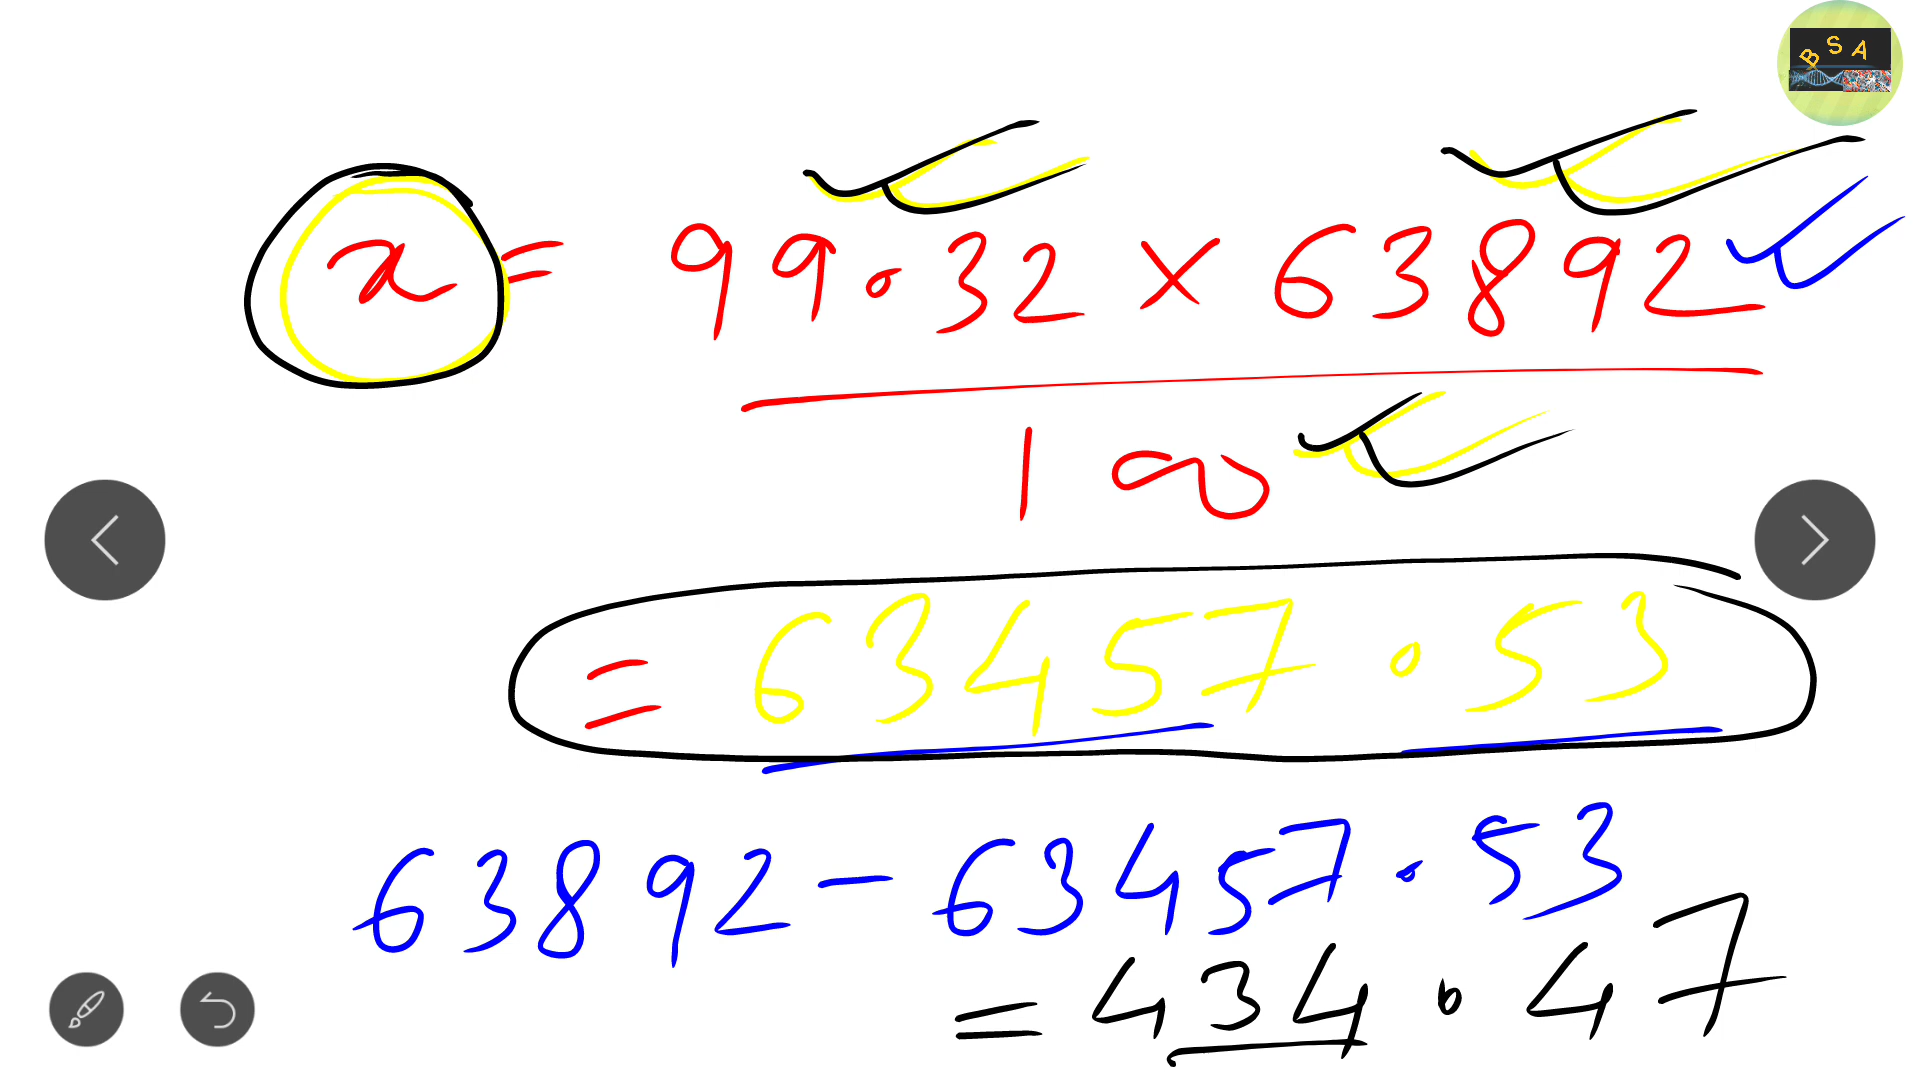 BSA
x = 99.32 × 63892
100
= 63457.53
63892 - 63457.53
= 434.47